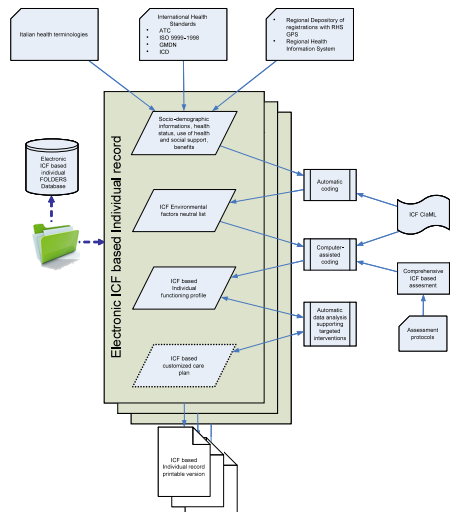 Italian health terminologies
International Health
Standards
• ATC
• ISO 9999-1998
• GMDN
• ICD
• Regional Depository of
registrations with RHS
GPS
• Regional Health
Information System
Socio-demographic
informations, health
status, use of health
and social support,
benefits
Electronic
ICF based
individual
FOLDERS
Database
Electronic ICF based Individual record
Automatic
coding
ICF Environmental
factors neutral list
ICF ClaML
Computer-
assisted
coding
ICF based
Individual
functioning profile
Comprehensive
ICF based
assesment
Automatic
data analysis
supporting
targeted
interventions
Assessment
protocols
ICF based
customized care
plan
ICF based
Individual record
printable version